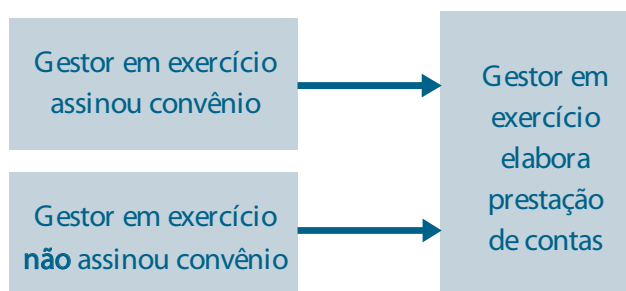 Gestor em exercício
assinou convênio
Gestor em exercício
não assinou convênio
Gestor em
exercício
elabora
prestação
de contas